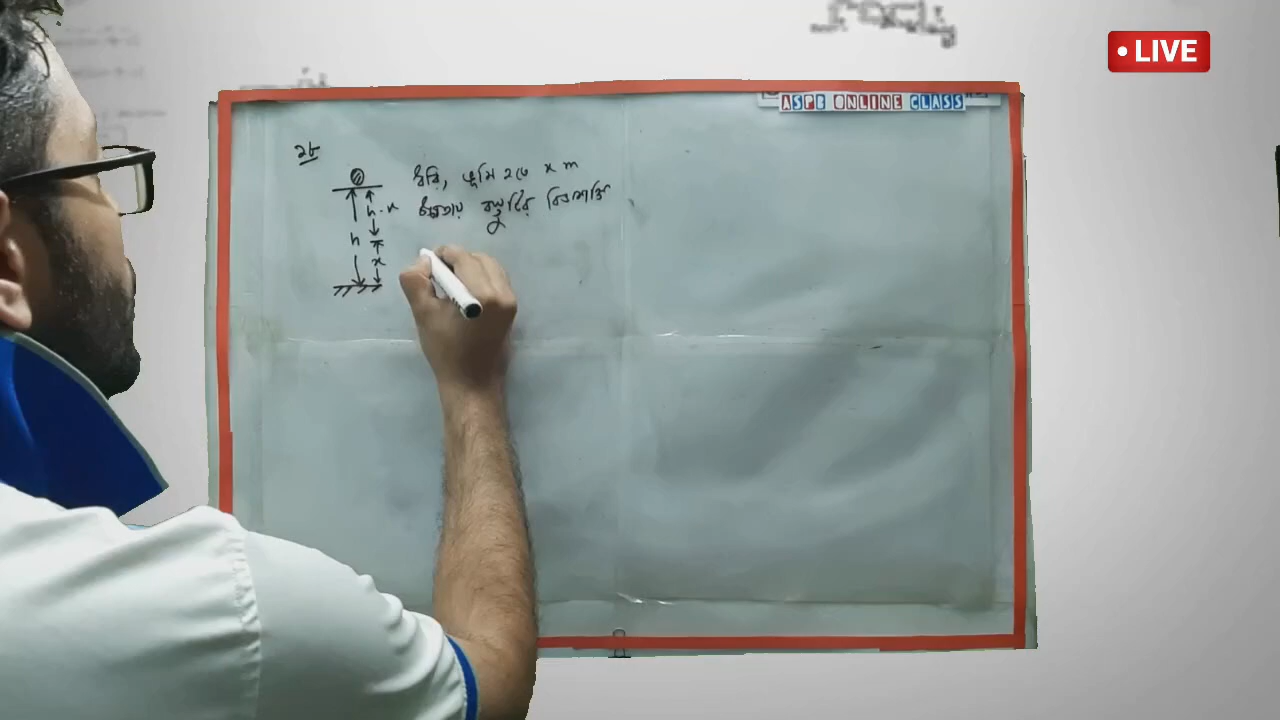 LIVE
ASPB ONLINE CLASS
২৮
ধরি, ভূমি হতে x m
উচ্চতায় বস্তুটির বিভবশক্তি
h-x
h
x